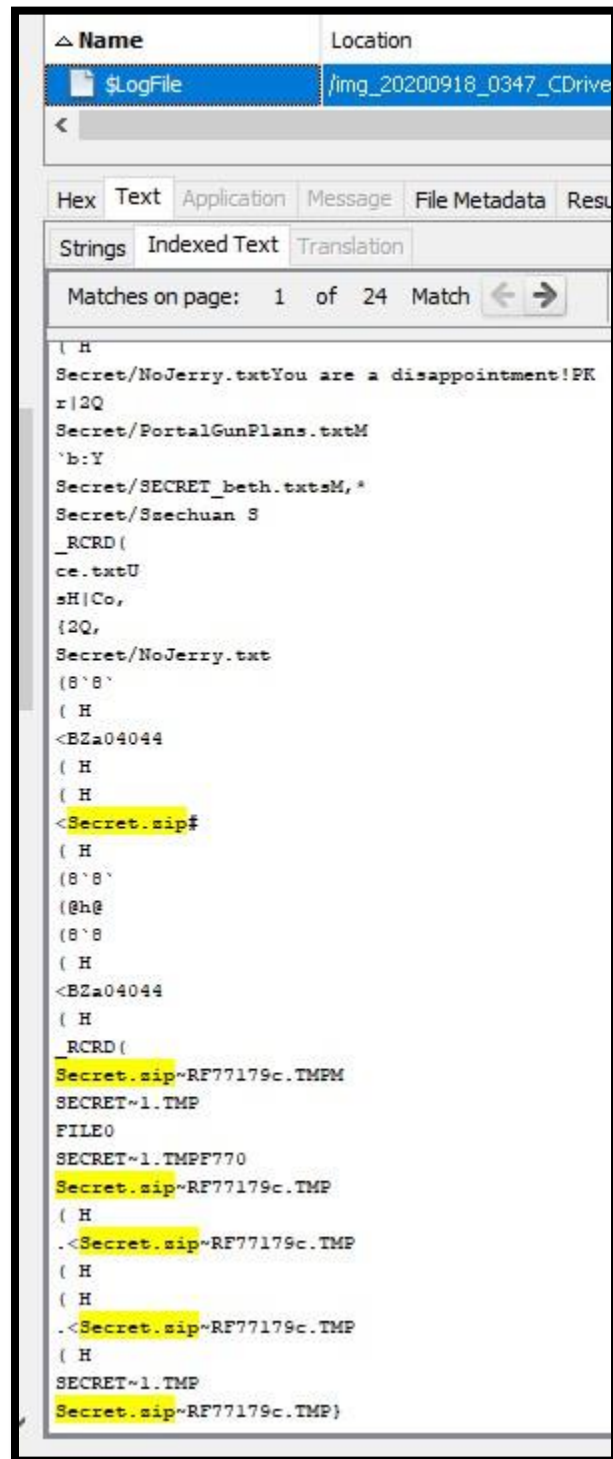 Name Location
$LogFile /img_20200918_0347_CDrive
Hex Text Application Message File Metadata Resu
Strings Indexed Text Translation
Matches on page: 1 of 24 Match
( H
Secret/NoJerry.txtYou are a disappointment!PK
r|2Q
Secret/PortalGunPlans.txtM
`b:Y
Secret/SECRET_beth.txtsM,*
Secret/Szechuan S
_RCRD(
ce.txtU
sH|Co,
{2Q,
Secret/NoJerry.txt
(8`8`
( H
<BZa04044
( H
( H
<Secret.zip‡
( H
(8`8`
(@h@
(8`8
( H
<BZa04044
( H
_RCRD(
Secret.zip~RF77179c.TMPM
SECRET~1.TMP
FILE0
SECRET~1.TMPF770
Secret.zip~RF77179c.TMP
( H
.<Secret.zip~RF77179c.TMP
( H
( H
.<Secret.zip~RF77179c.TMP
( H
SECRET~1.TMP
Secret.zip~RF77179c.TMP}